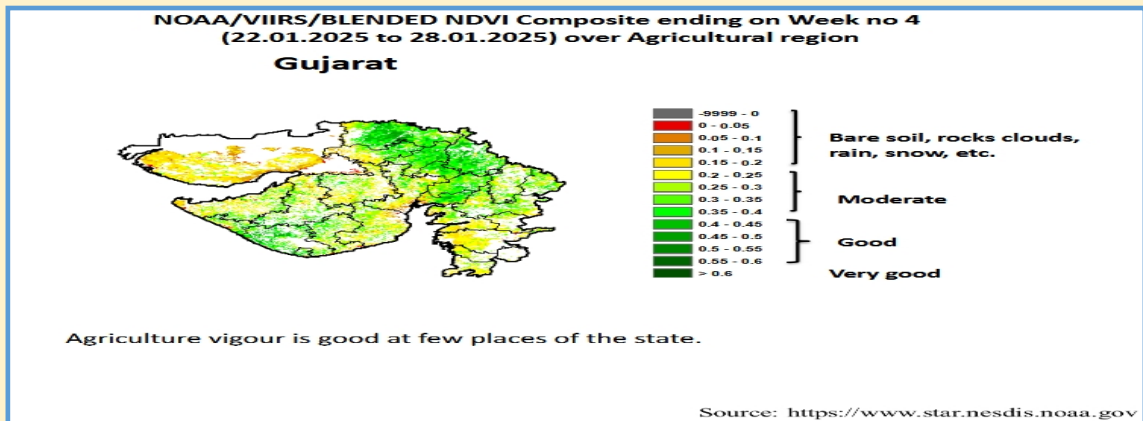 NOAA/VIIRS/BLENDED NDVI Composite ending on Week no 4
(22.01.2025 to 28.01.2025) over Agricultural region
Gujarat
-9999 - 0
0 - 0.05
0.05 - 0.1
0.1 - 0.15
0.15 - 0.2
0.2 - 0.25
0.25 - 0.3
0.3 - 0.35
0.35 - 0.4
0.4 - 0.45
0.45 - 0.5
0.5 - 0.55
0.55 - 0.6
> 0.6
Bare soil, rocks clouds,
rain, snow, etc.
Moderate
Good
Very good
Agriculture vigour is good at few places of the state.
Source: https://www.star.nesdis.noaa.gov